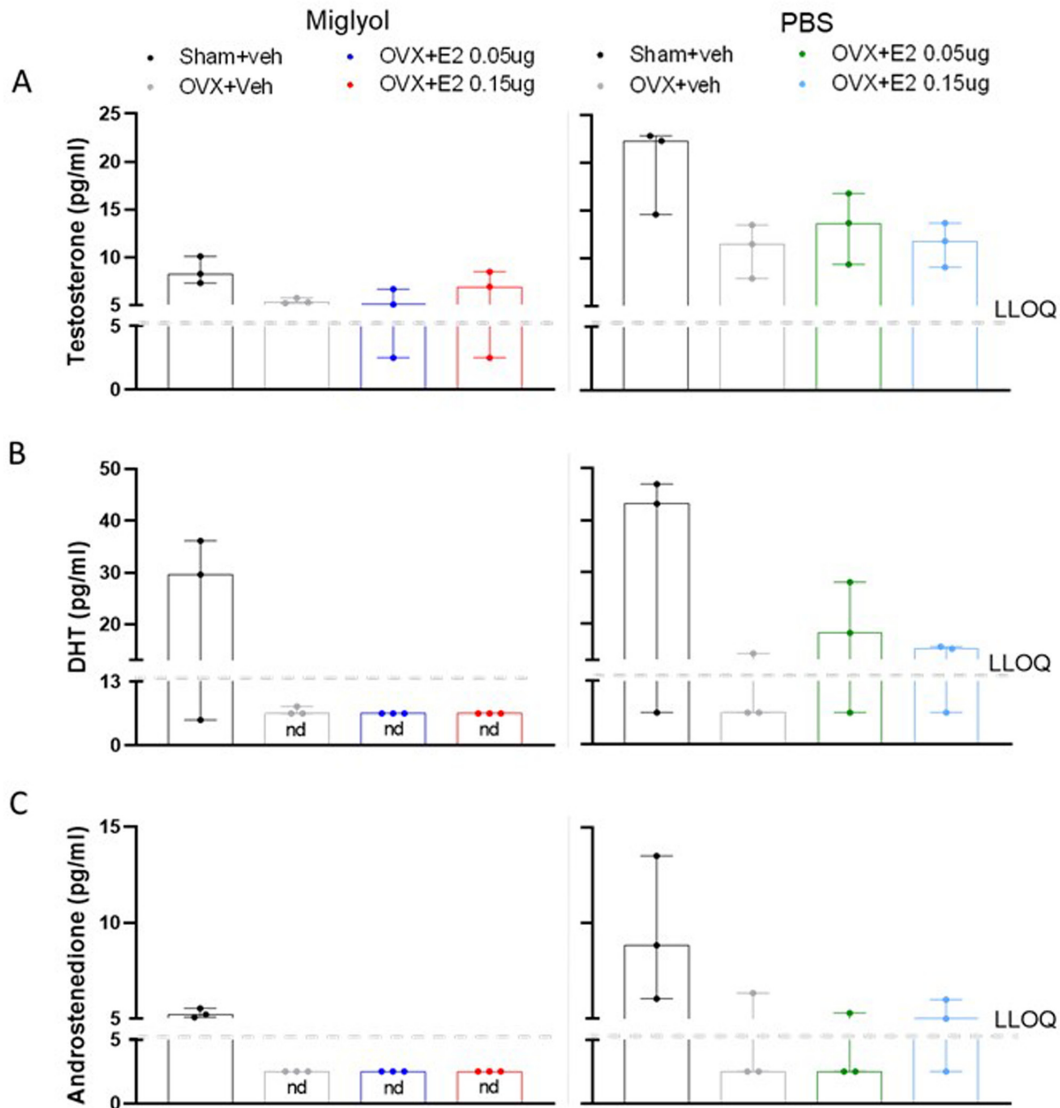 Miglyol
PBS
Sham+veh
OVX+E2 0.05ug
Sham+veh
OVX+E2 0.05ug
OVX+Veh
OVX+E2 0.15ug
OVX+veh
OVX+E2 0.15ug
A
Testosterone (pg/ml)
25
20
15
10
5
5
0
LLOQ
B
DHT (pg/ml)
50
40
30
20
13
0
nd
nd
nd
LLOQ
C
Androstenedione (pg/ml)
15
10
5
5
0
nd
nd
nd
LLOQ